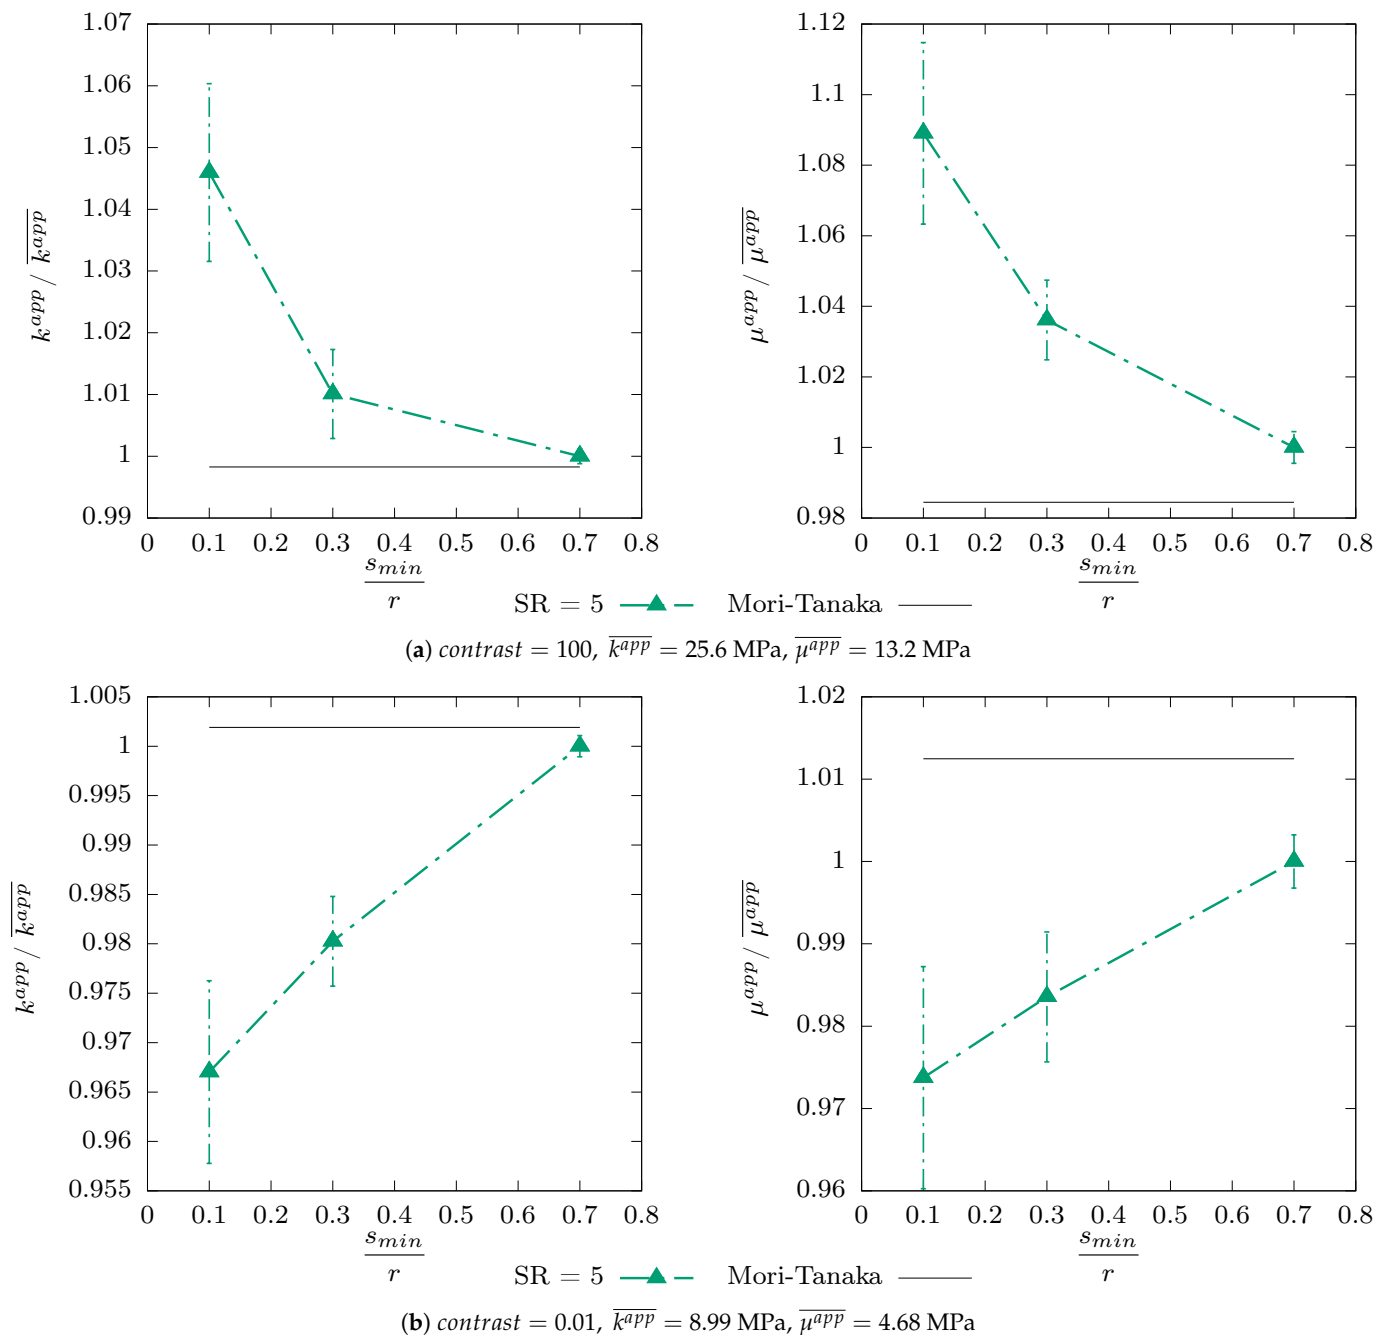 1.07
1.06
1.05
1.04
1.03
1.02
1.01
1
0.99
0 0.1 0.2 0.3 0.4 0.5 0.6 0.7 0.8
k^{app} / \overline{k^{app}}
s_{min}
r
1.12
1.1
1.08
1.06
1.04
1.02
1
0.98
0 0.1 0.2 0.3 0.4 0.5 0.6 0.7 0.8
μ^{app} / \overline{μ^{app}}
s_{min}
r
SR = 5 Mori-Tanaka
(a) contrast = 100, \overline{k^{app}} = 25.6 MPa, \overline{μ^{app}} = 13.2 MPa
1.005
1
0.995
0.99
0.985
0.98
0.975
0.97
0.965
0.96
0.955
0 0.1 0.2 0.3 0.4 0.5 0.6 0.7 0.8
k^{app} / \overline{k^{app}}
s_{min}
r
1.02
1.01
1
0.99
0.98
0.97
0.96
0 0.1 0.2 0.3 0.4 0.5 0.6 0.7 0.8
μ^{app} / \overline{μ^{app}}
s_{min}
r
SR = 5 Mori-Tanaka
(b) contrast = 0.01, \overline{k^{app}} = 8.99 MPa, \overline{μ^{app}} = 4.68 MPa